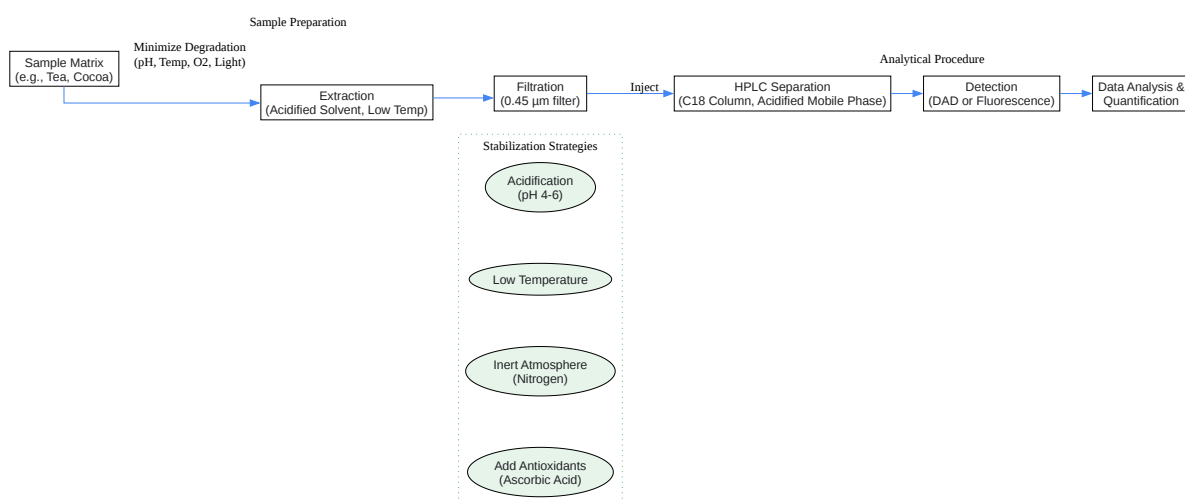 Sample Preparation
Minimize Degradation
(pH, Temp, O2, Light)
Sample Matrix
(e.g., Tea, Cocoa)
Extraction
(Acidified Solvent, Low Temp)
Filtration
(0.45 µm filter)
Inject
Analytical Procedure
HPLC Separation
(C18 Column, Acidified Mobile Phase)
Detection
(DAD or Fluorescence)
Data Analysis &
Quantification
Stabilization Strategies
Acidification
(pH 4-6)
Low Temperature
Inert Atmosphere
(Nitrogen)
Add Antioxidants
(Ascorbic Acid)